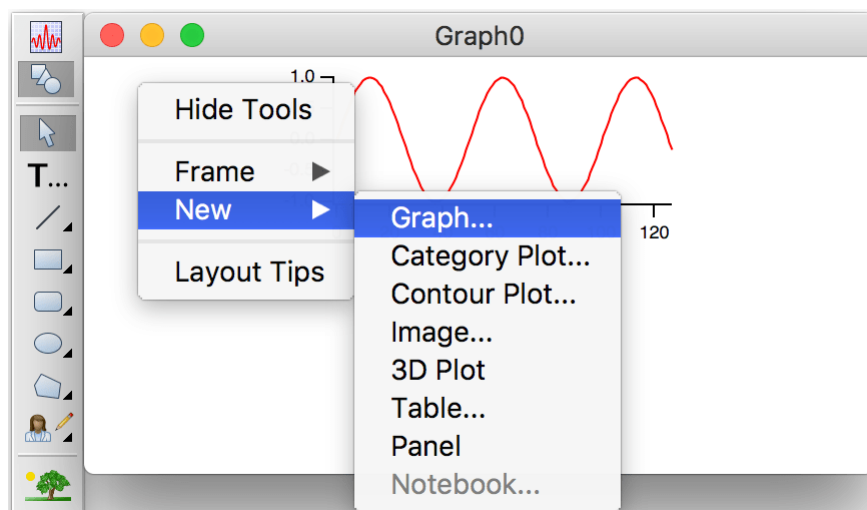 Graph0
1.0
Hide Tools
T...
Frame
New
Graph...
120
Category Plot...
Layout Tips
Contour Plot...
Image...
3D Plot
Table...
Panel
Notebook...